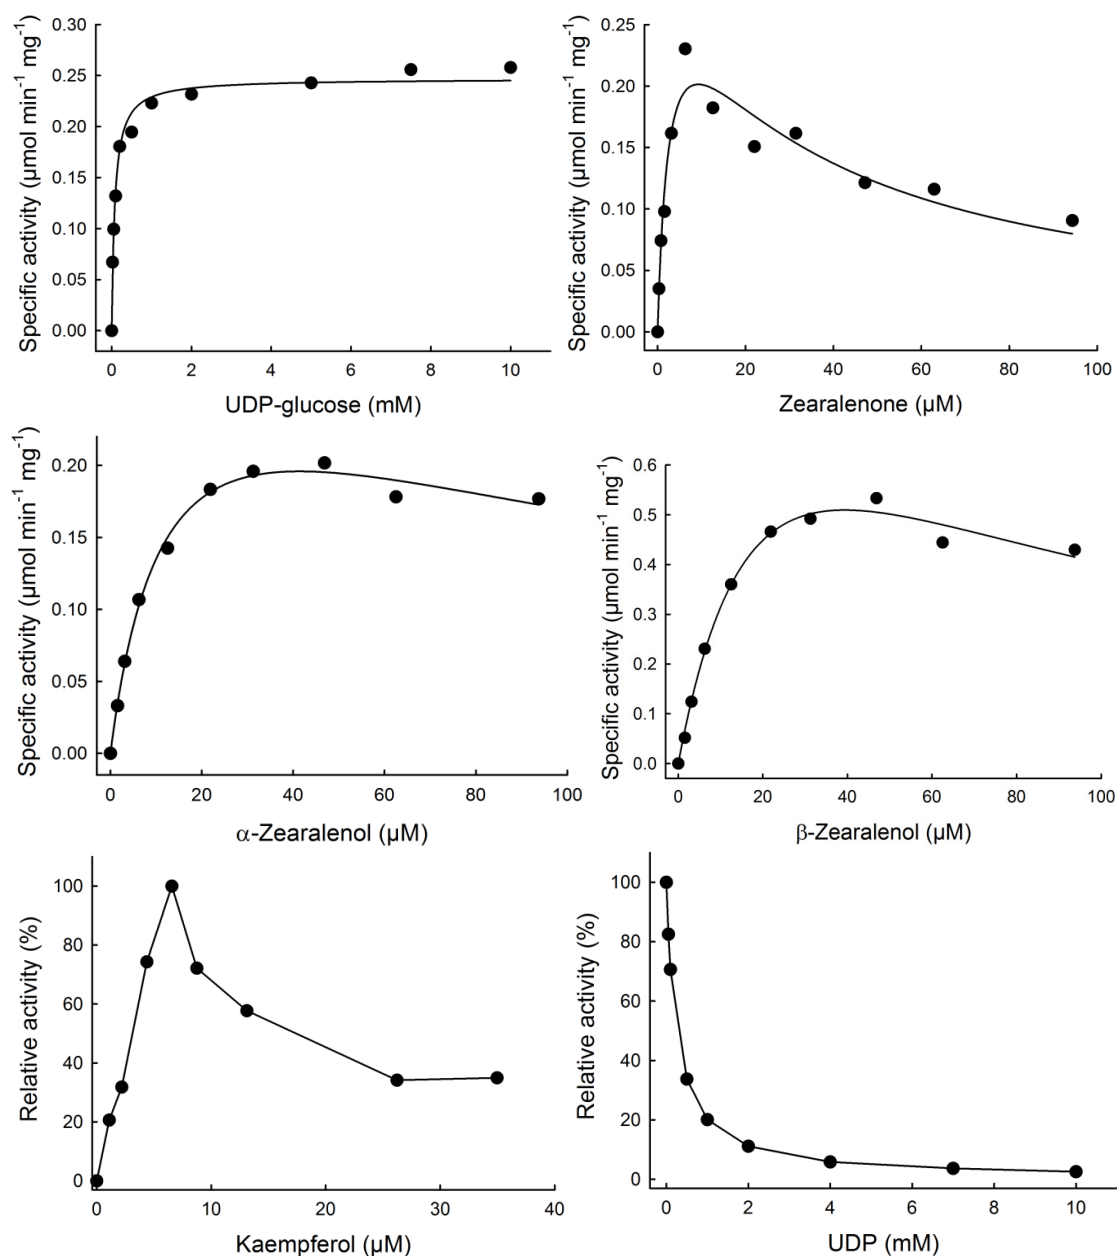 Specific activity (µmol min⁻¹ mg⁻¹)
0.30
0.25
0.20
0.15
0.10
0.05
0.00
0 2 4 6 8 10
UDP-glucose (mM)
Specific activity (µmol min⁻¹ mg⁻¹)
0.25
0.20
0.15
0.10
0.05
0.00
0 20 40 60 80 100
Zearalenone (µM)
Specific activity (µmol min⁻¹ mg⁻¹)
0.20
0.15
0.10
0.05
0.00
0 20 40 60 80 100
α-Zearalenol (µM)
Specific activity (µmol min⁻¹ mg⁻¹)
0.6
0.5
0.4
0.3
0.2
0.1
0.0
0 20 40 60 80 100
β-Zearalenol (µM)
Relative activity (%)
100
80
60
40
20
0
0 10 20 30 40
Kaempferol (µM)
Relative activity (%)
100
80
60
40
20
0
0 2 4 6 8 10
UDP (mM)